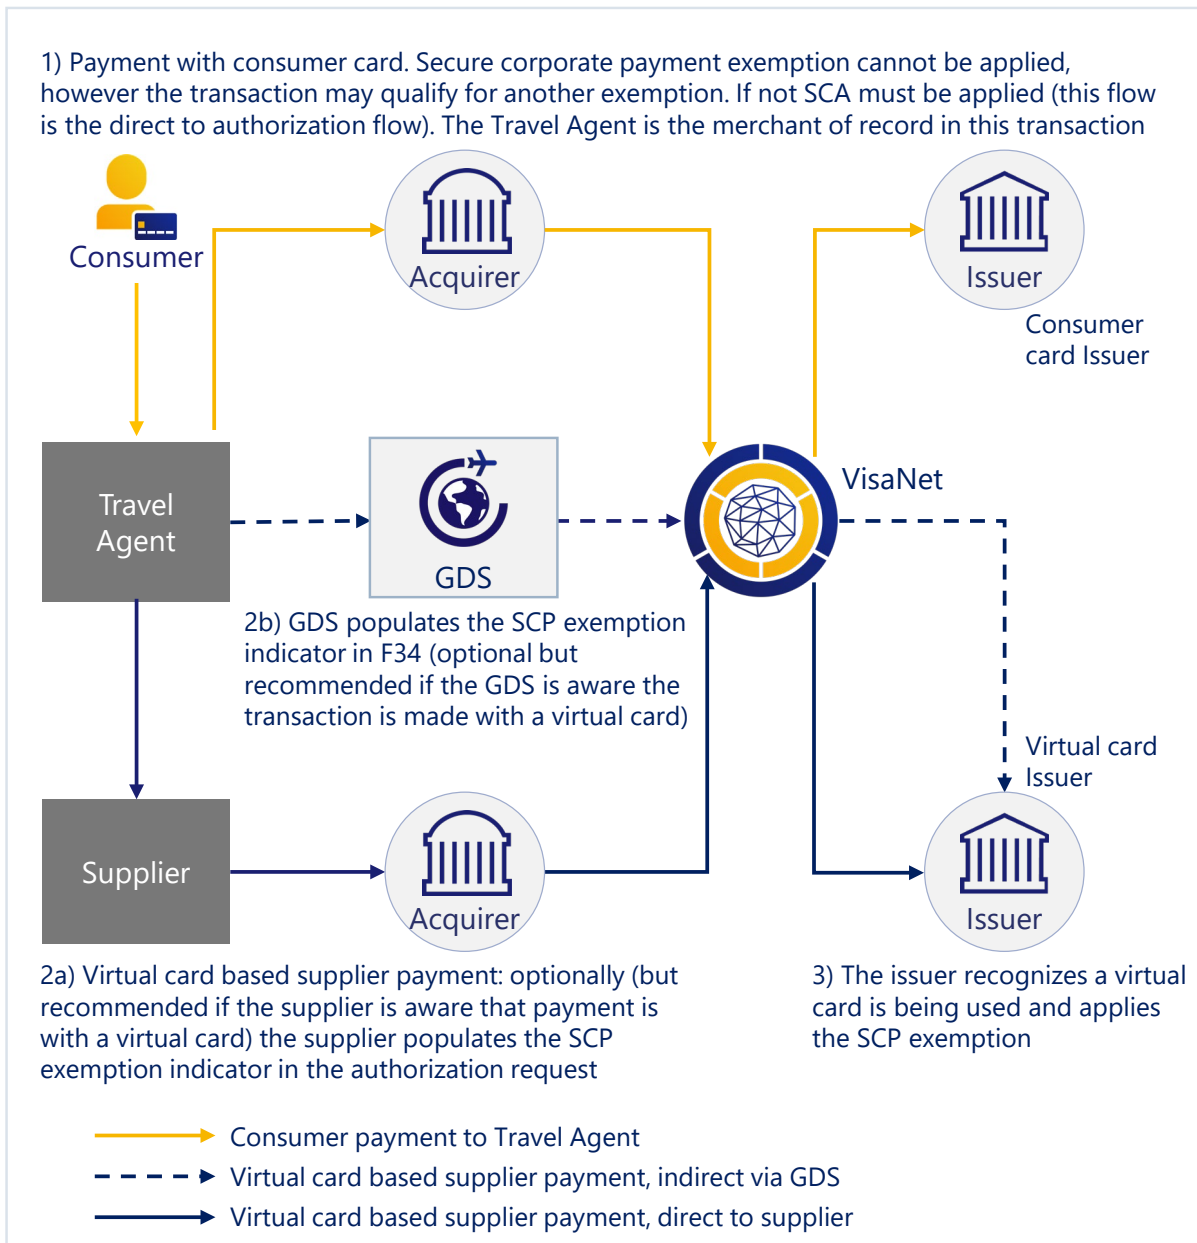 1) Payment with consumer card. Secure corporate payment exemption cannot be applied,
however the transaction may qualify for another exemption. If not SCA must be applied (this flow
is the direct to authorization flow). The Travel Agent is the merchant of record in this transaction
Consumer
Acquirer
Issuer
Consumer
card Issuer
Travel
Agent
GDS
VisaNet
2b) GDS populates the SCP exemption
indicator in F34 (optional but
recommended if the GDS is aware the
transaction is made with a virtual card)
Virtual card
Issuer
Supplier
Acquirer
Issuer
2a) Virtual card based supplier payment: optionally (but
recommended if the supplier is aware that payment is
with a virtual card) the supplier populates the SCP
exemption indicator in the authorization request
3) The issuer recognizes a virtual
card is being used and applies
the SCP exemption
Consumer payment to Travel Agent
Virtual card based supplier payment, indirect via GDS
Virtual card based supplier payment, direct to supplier